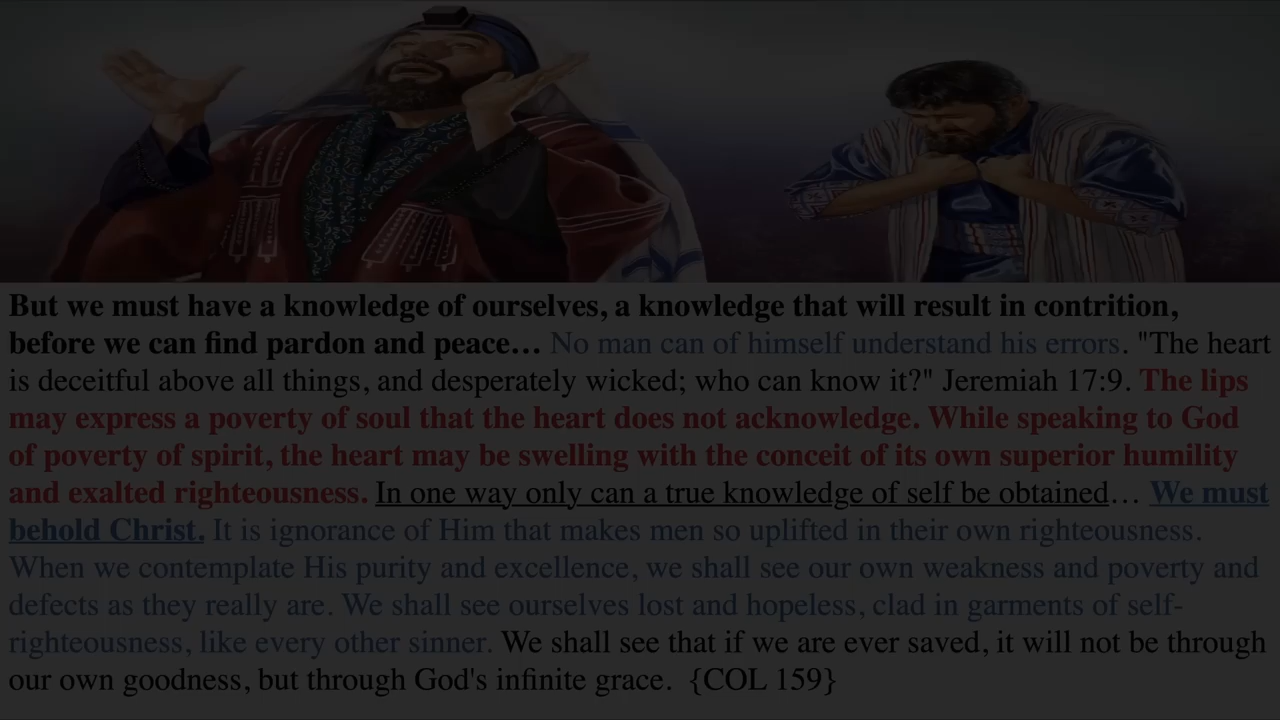 But we must have a knowledge of ourselves, a knowledge that will result in contrition,
before we can find pardon and peace… No man can of himself understand his errors. "The heart
is deceitful above all things, and desperately wicked; who can know it?" Jeremiah 17:9. The lips
may express a poverty of soul that the heart does not acknowledge. While speaking to God
of poverty of spirit, the heart may be swelling with the conceit of its own superior humility
and exalted righteousness. In one way only can a true knowledge of self be obtained… We must
behold Christ. It is ignorance of Him that makes men so uplifted in their own righteousness.
When we contemplate His purity and excellence, we shall see our own weakness and poverty and
defects as they really are. We shall see ourselves lost and hopeless, clad in garments of self-
righteousness, like every other sinner. We shall see that if we are ever saved, it will not be through
our own goodness, but through God's infinite grace. {COL 159}